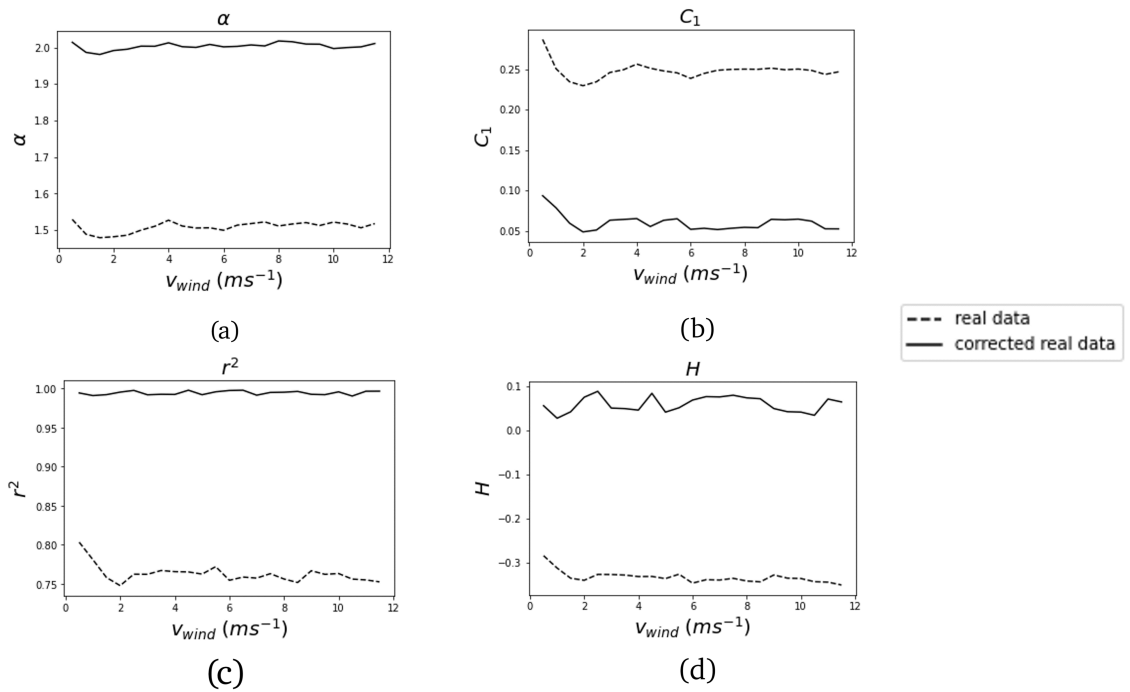 α
2.0
1.9
1.8
1.7
1.6
1.5
α
0 2 4 6 8 10 12
v_wind (ms⁻¹)
(a)
C₁
0.25
0.20
0.15
0.10
0.05
C₁
0 2 4 6 8 10 12
v_wind (ms⁻¹)
(b)
real data
corrected real data
r²
1.00
0.95
0.90
0.85
0.80
0.75
r²
0 2 4 6 8 10 12
v_wind (ms⁻¹)
(c)
H
0.1
0.0
−0.1
−0.2
−0.3
H
0 2 4 6 8 10 12
v_wind (ms⁻¹)
(d)